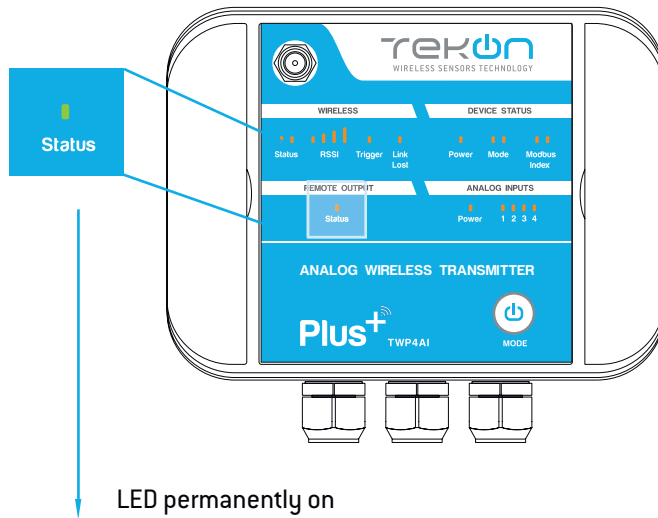 Tekon
WIRELESS SENSORS TECHNOLOGY
WIRELESS DEVICE STATUS
Status RSSI Trigger Link Lost Power Mode Modbus Index
Status
REMOTE OUTPUT ANALOG INPUTS
Status Power 1 2 3 4
ANALOG WIRELESS TRANSMITTER
Plus+ TWP4AI
MODE
LED permanently on